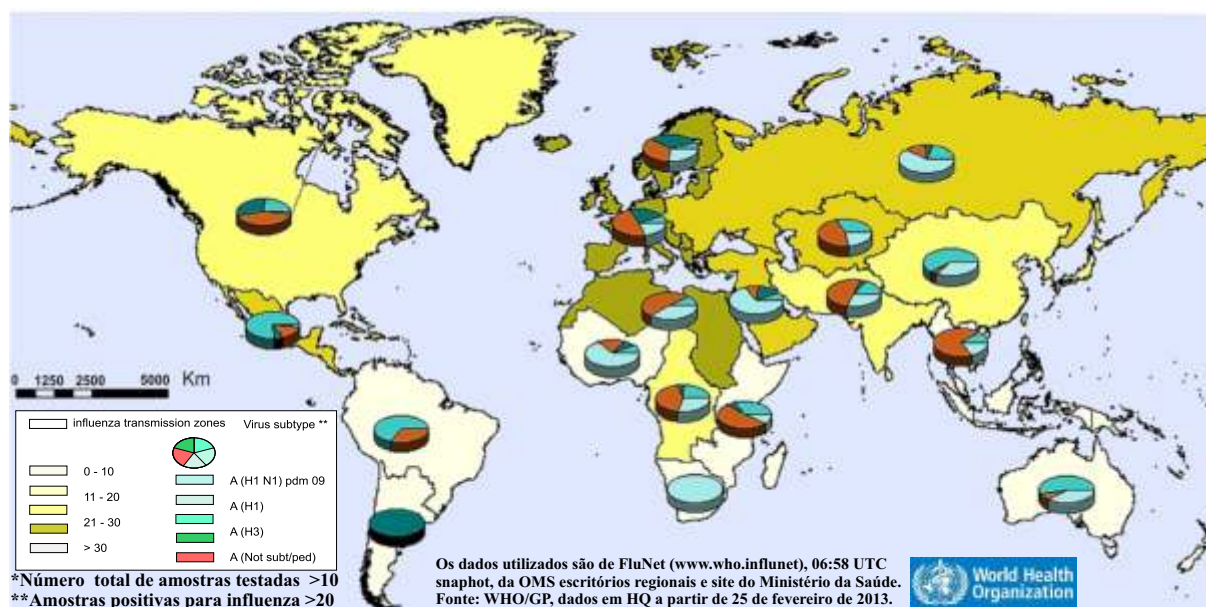 0 1250 2500 5000 Km
influenza transmission zones Virus subtype **
0 - 10
11 - 20
21 - 30
> 30
A (H1 N1) pdm 09
A (H1)
A (H3)
A (Not subt/ped)
*Número total de amostras testadas >10
**Amostras positivas para influenza >20
Os dados utilizados são de FluNet (www.who.influnet), 06:58 UTC
snaphot, da OMS escritórios regionais e site do Ministério da Saúde.
Fonte: WHO/GP, dados em HQ a partir de 25 de fevereiro de 2013.
World Health
Organization